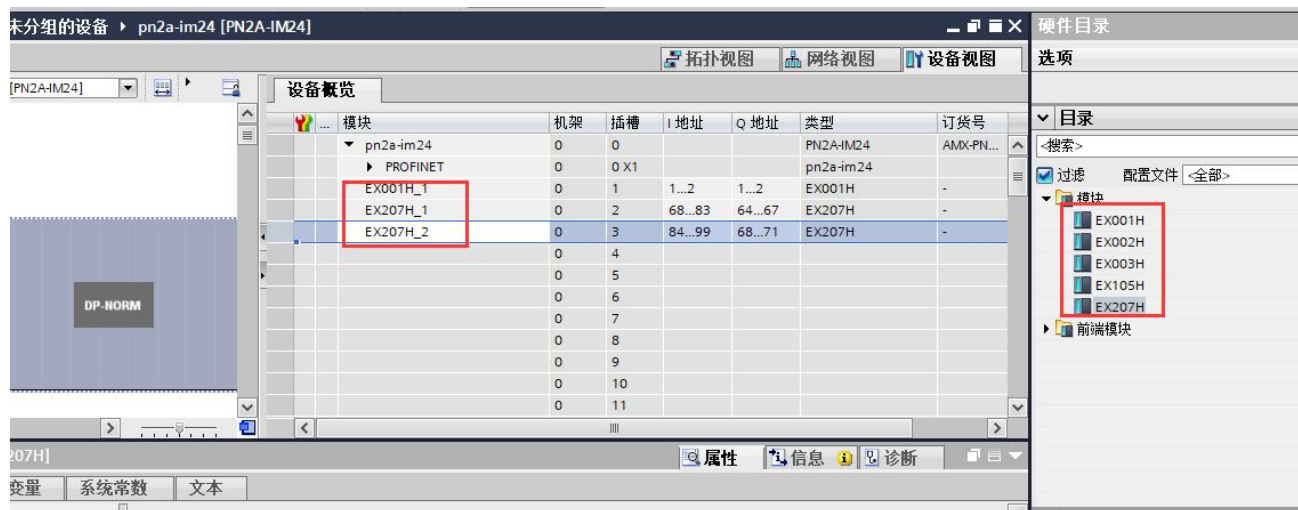 未分组的设备 ▸ pn2a-im24 [PN2A-IM24]
硬件目录
拓扑视图 网络视图 设备视图
选项
[PN2A-IM24]
设备概览
... 模块 机架 插槽 I 地址 Q 地址 类型 订货号
pn2a-im24 0 0 PN2A-IM24 AMX-PN...
PROFINET 0 0 X1 pn2a-im24
EX001H_1 0 1 1...2 1...2 EX001H -
EX207H_1 0 2 68...83 64...67 EX207H -
EX207H_2 0 3 84...99 68...71 EX207H -
0 4
0 5
0 6
0 7
0 8
0 9
0 10
0 11
DP-NORM
目录
<搜索>
过滤 配置文件 <全部>
模块
EX001H
EX002H
EX003H
EX105H
EX207H
前端模块
207H]
属性 信息 诊断
变量 系统常数 文本